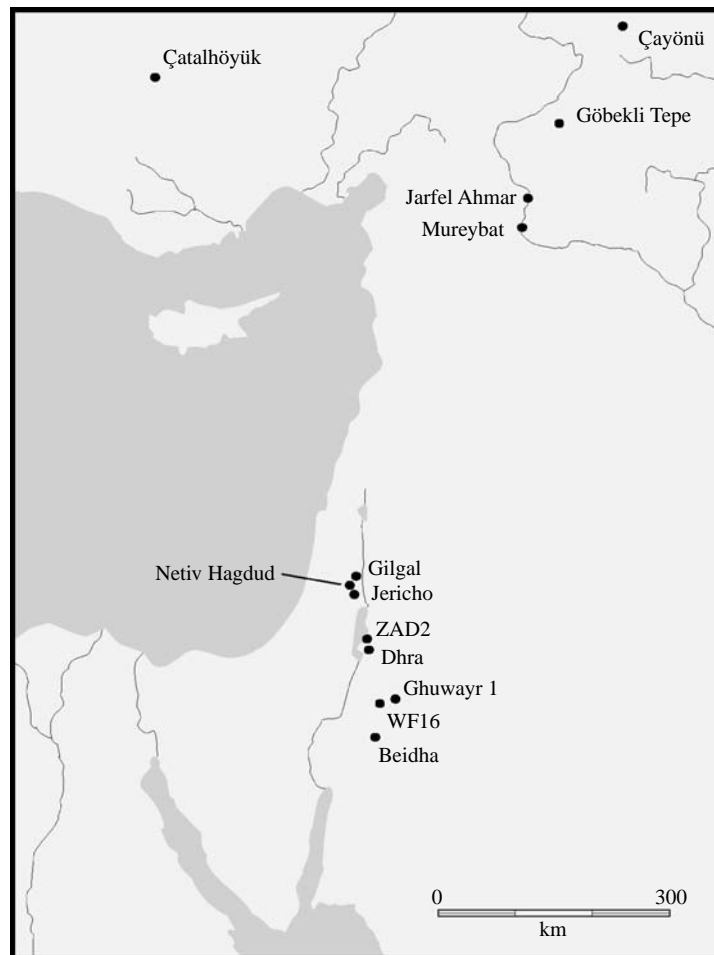 Çayönü
Çatalhöyük
Göbekli Tepe
Jarfel Ahmar
Mureybat
Gilgal
Netiv Hagdud
Jericho
ZAD2
Dhra
Ghuwayr 1
WF16
Beidha
0 300
km